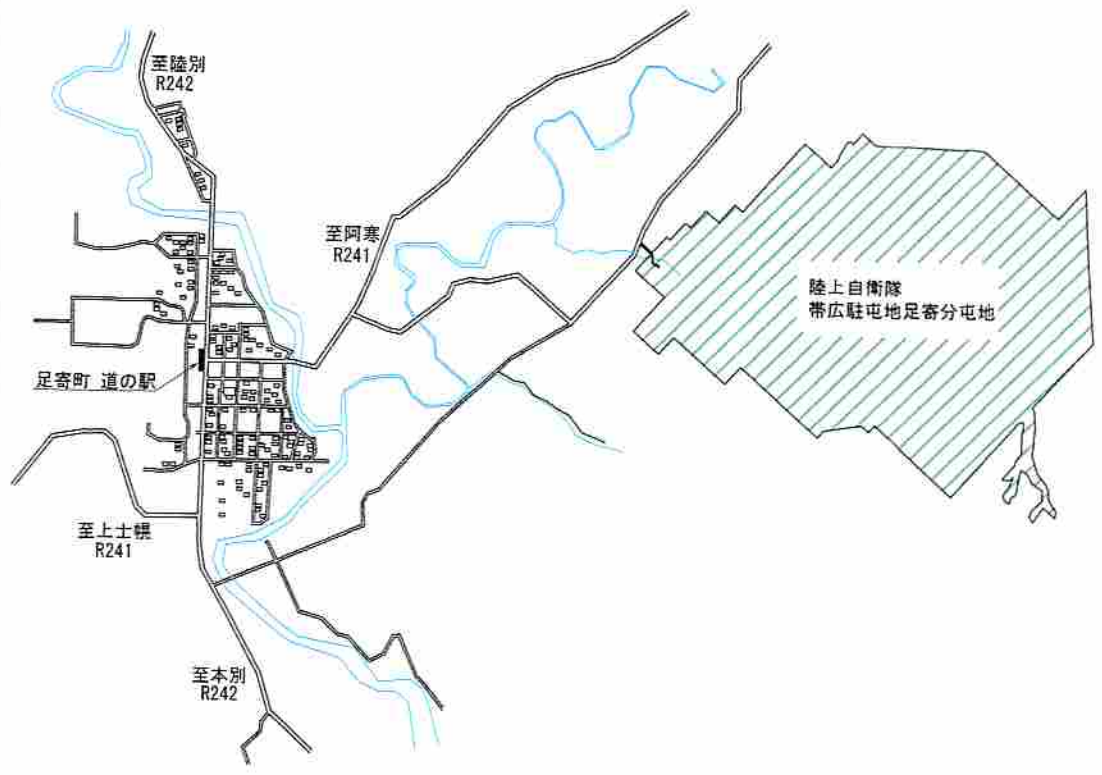 至陸別
R242
至阿寒
R241
陸上自衛隊
帯広駐屯地足寄分屯地
足寄町 道の駅
至上士幌
R241
至本別
R242